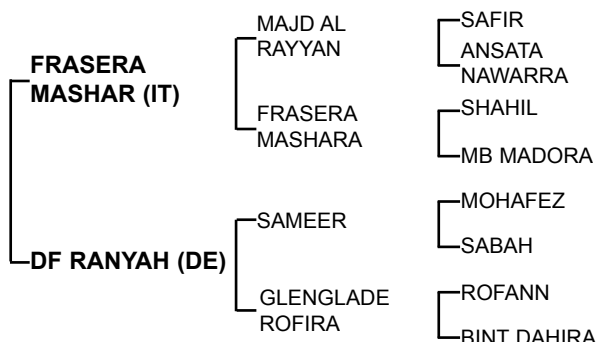 FRASERA
MASHAR (IT)
DF RANYAH (DE)
MAJD AL
RAYYAN
FRASERA
MASHARA
SAMEER
GLENGLADE
ROFIRA
SAFIR
ANSATA
NAWARRA
SHAHIL
MB MADORA
MOHAFEZ
SABAH
ROFANN
BINT DAHIRA